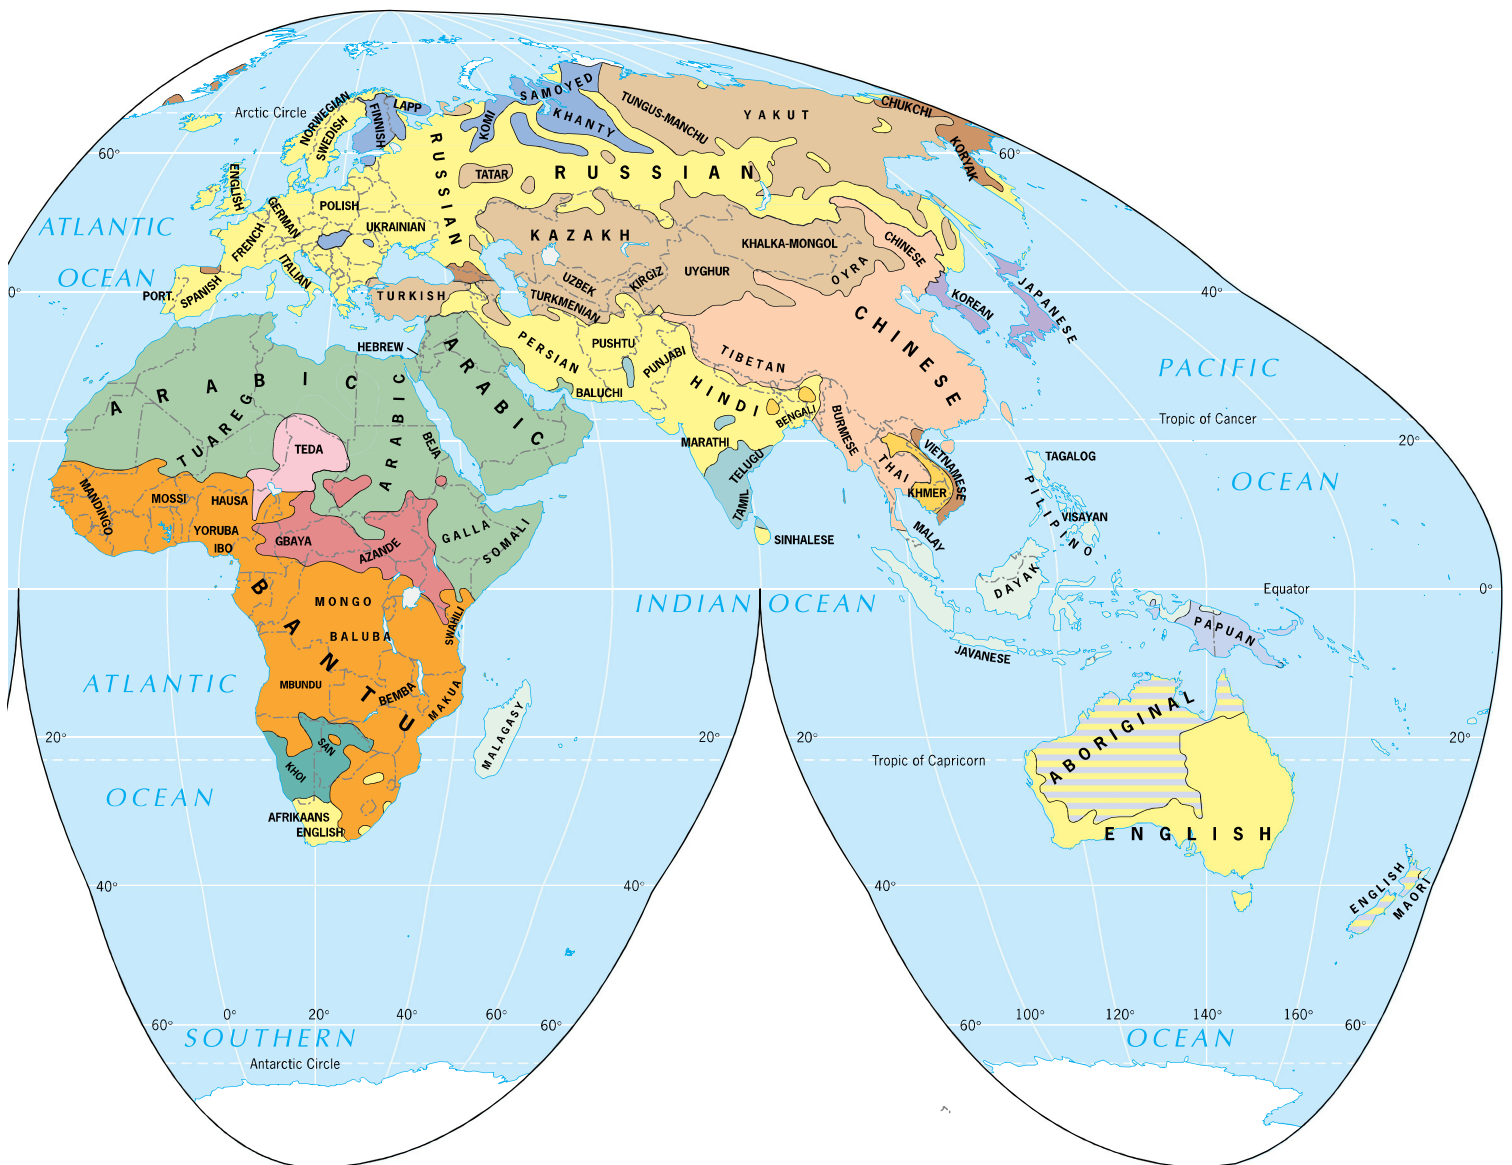 SAMOYED
CHUKCHI
TUNGUS-MANCHU
YAKUT
LAPP
NORWEGIAN
SWEDISH
FINNISH
KOMI
KHANTY
Arctic Circle
RUSSIAN
KORYAK
60°
60°
TATAR
RUSSIAN
ENGLISH
POLISH
GERMAN
UKRAINIAN
FRENCH
ATLANTIC
OCEAN
KAZAKH
KHALKA-MONGOL
CHINESE
OYRA
UYGHUR
KIRGIZ
UZBEK
TURKMENIAN
ITALIAN
SPANISH
PORT.
0°
40°
TURKISH
KOREAN
JAPANESE
CHINESE
HEBREW
PERSIAN
PUSHTU
PUNJABI
TIBETAN
PACIFIC
OCEAN
ARABIC
ARABIC
ARABIC
TUAREG
BALUCHI
HINDI
BENGALI
BURMESE
Tropic of Cancer
20°
TEDA
BEJA
MARATHI
TELUGU
TAMIL
THAI
VIETNAMESE
KHMER
TAGALOG
PILIPINO
VISAYAN
MANDINGO
MOSSI
HAUSA
YORUBA
IBO
GBAYA
AZANDE
GALLA
SOMALI
SINHALESE
MALAY
DAYAK
Equator
0°
BANTU
MONGO
BALUBA
SWAHILI
INDIAN OCEAN
JAVANESE
PAPUAN
ATLANTIC
OCEAN
MBUNDU
BEMBA
MAKUA
MALAGASY
ABORIGINAL
20°
20°
20°
20°
SAN
KHOI
Tropic of Capricorn
AFRIKAANS
ENGLISH
ENGLISH
ENGLISH
MAORI
40°
40°
40°
60°
0°
20°
40°
60°
60°
60°
100°
120°
140°
160°
60°
SOUTHERN
OCEAN
Antarctic Circle